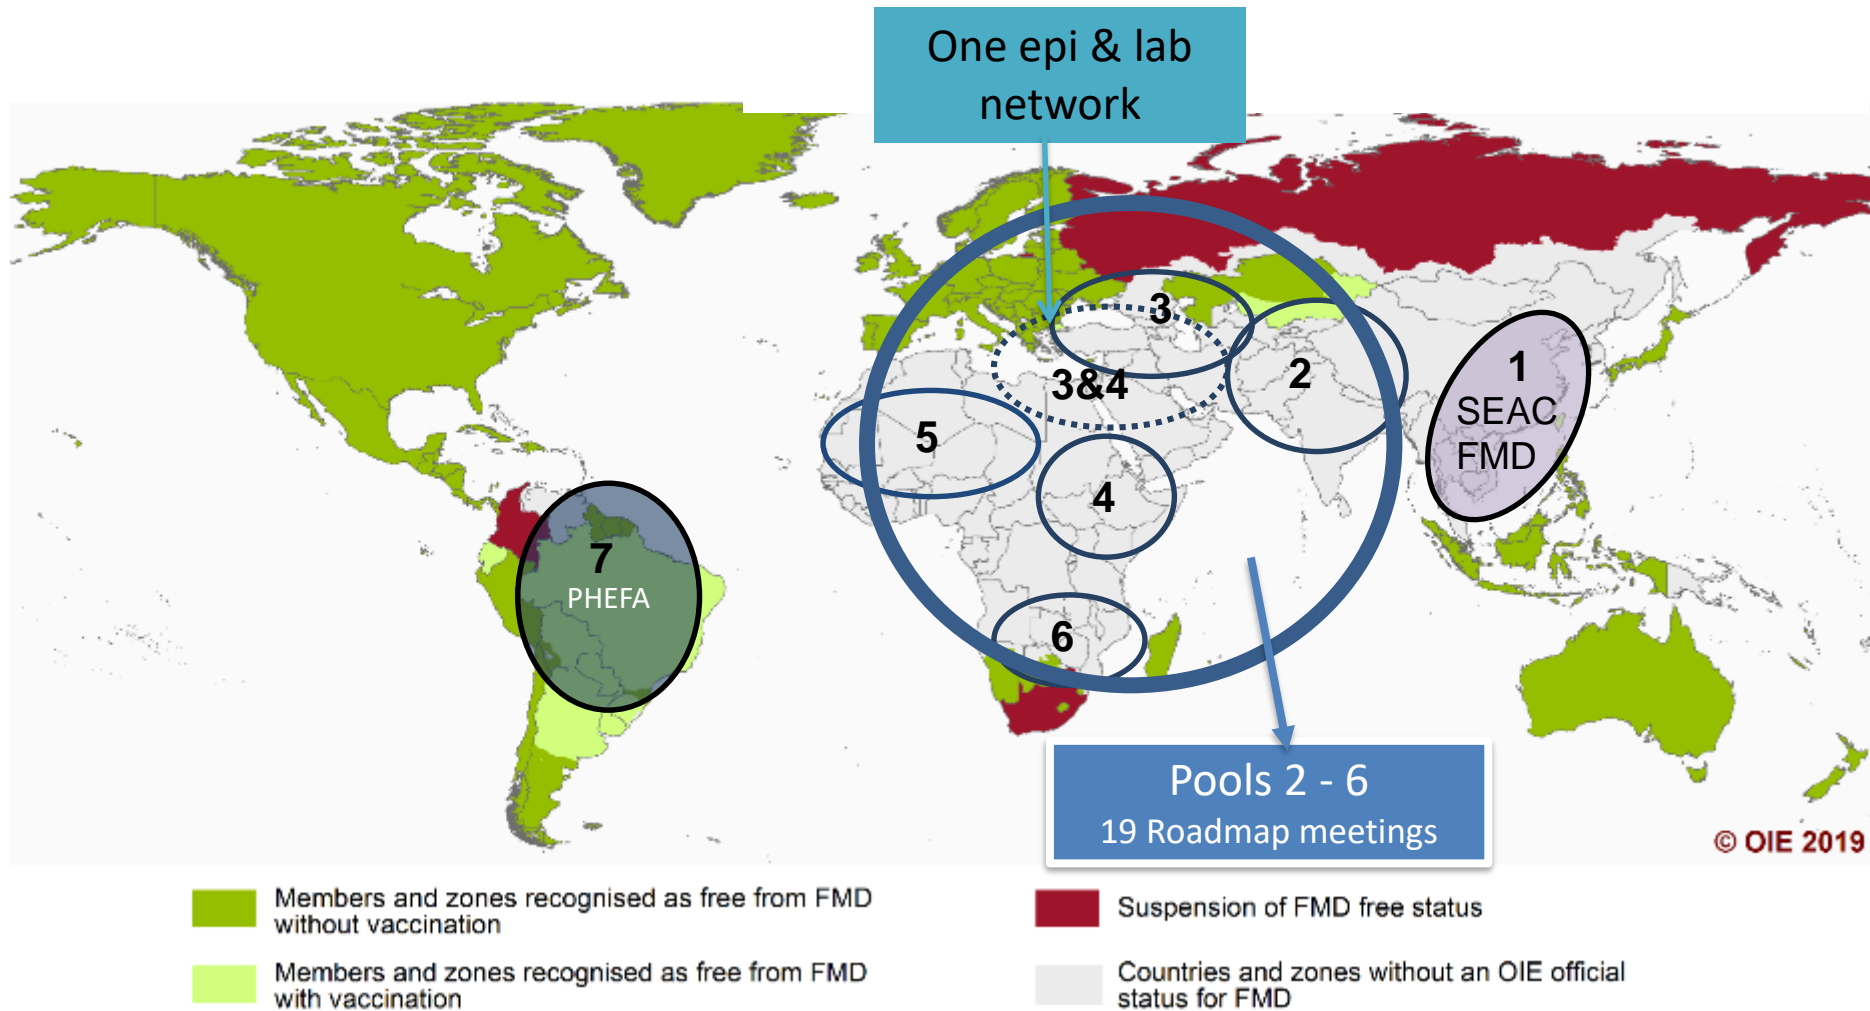 One epi & lab
network
3
3&4
2
1
SEAC
FMD
5
4
7
PHEFA
6
Pools 2 - 6
19 Roadmap meetings
© OIE 2019
Members and zones recognised as free from FMD
without vaccination
Suspension of FMD free status
Members and zones recognised as free from FMD
with vaccination
Countries and zones without an OIE official
status for FMD